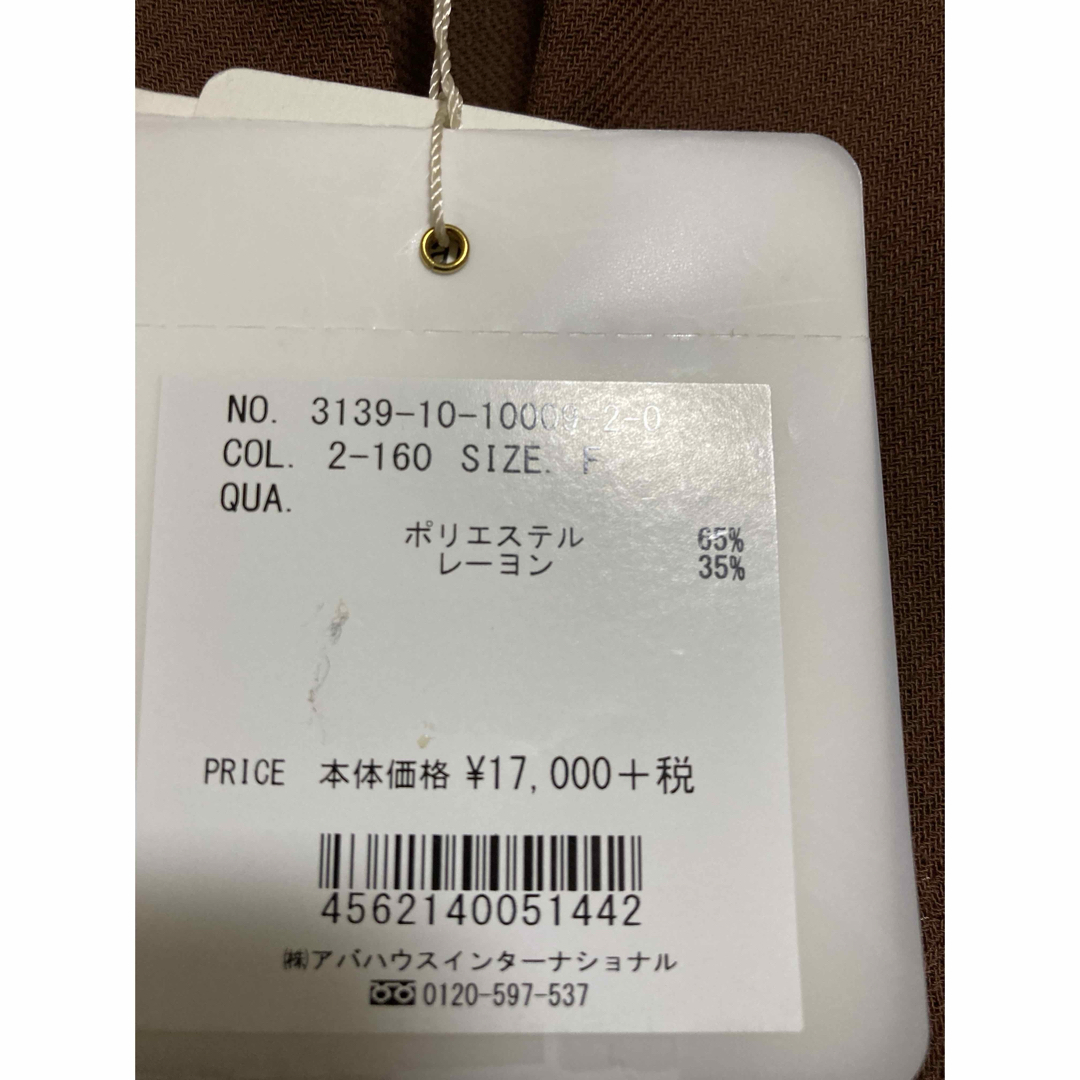 NO. 3139-10-10009-2-0
COL. 2-160 SIZE. F
QUA.
ポリエステル 65%
レーヨン 35%
PRICE 本体価格 ¥17,000+税
4562140051442
㈱アバハウスインターナショナル
0120-597-537